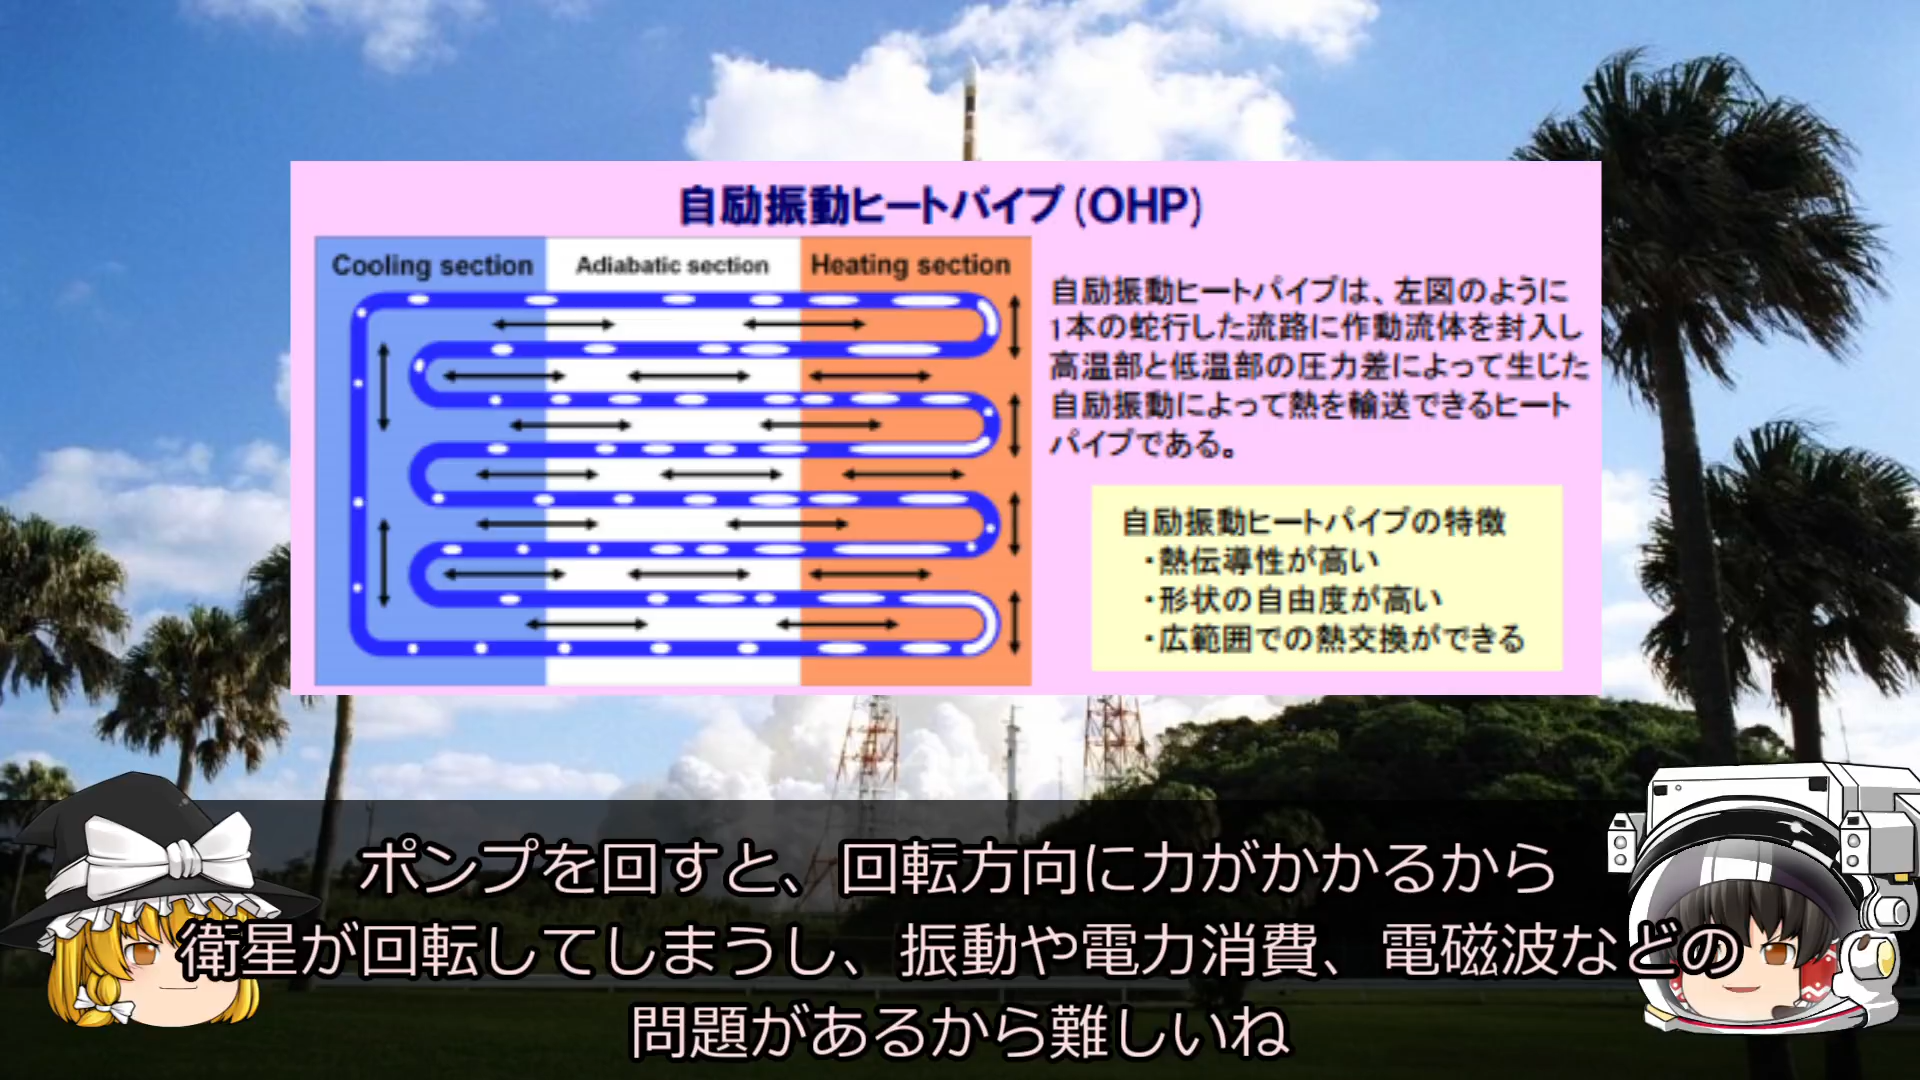 自励振動ヒートパイプ(OHP)
Cooling section
Adiabatic section
Heating section
自励振動ヒートパイプは、左図のように
1本の蛇行した流路に作動流体を封入し
高温部と低温部の圧力差によって生じた
自励振動によって熱を輸送できるヒート
パイプである。
自励振動ヒートパイプの特徴
・熱伝導性が高い
・形状の自由度が高い
・広範囲での熱交換ができる
ポンプを回すと、回転方向に力がかかるから
衛星が回転してしまうし、振動や電力消費、電磁波などの
問題があるから難しいね